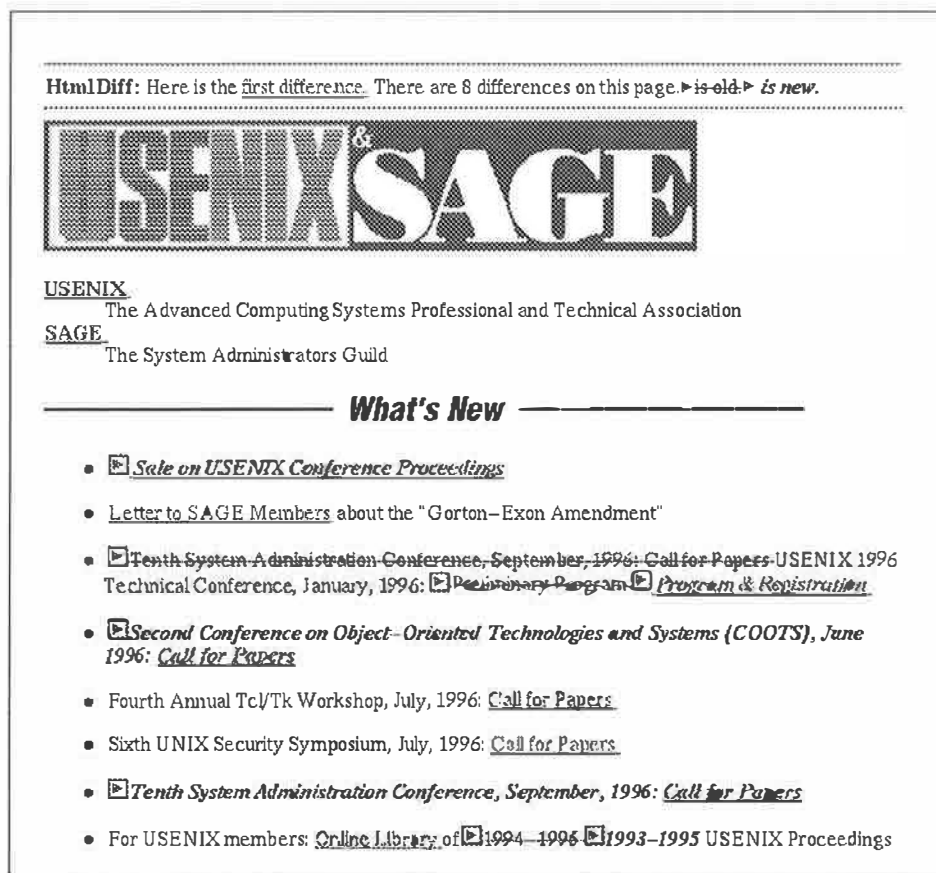 HtmlDiff: Here is the first difference. There are 8 differences on this page. is old. is new.
USENIX & SAGE
USENIX
The Advanced Computing Systems Professional and Technical Association
SAGE
The System Administrators Guild
What's New
Sale on USENIX Conference Proceedings
Letter to SAGE Members about the "Gorton-Exon Amendment"
Tenth System Administration Conference, September, 1996: Call for Papers USENIX 1996
Technical Conference, January, 1996: Preliminary Program Program & Registration
Second Conference on Object-Oriented Technologies and Systems (COOTS), June
1996: Call for Papers
Fourth Annual Tcl/Tk Workshop, July, 1996: Call for Papers
Sixth UNIX Security Symposium, July, 1996: Call for Papers
Tenth System Administration Conference, September, 1996: Call for Papers
For USENIX members: Online Library of 1994-1996 1993-1995 USENIX Proceedings